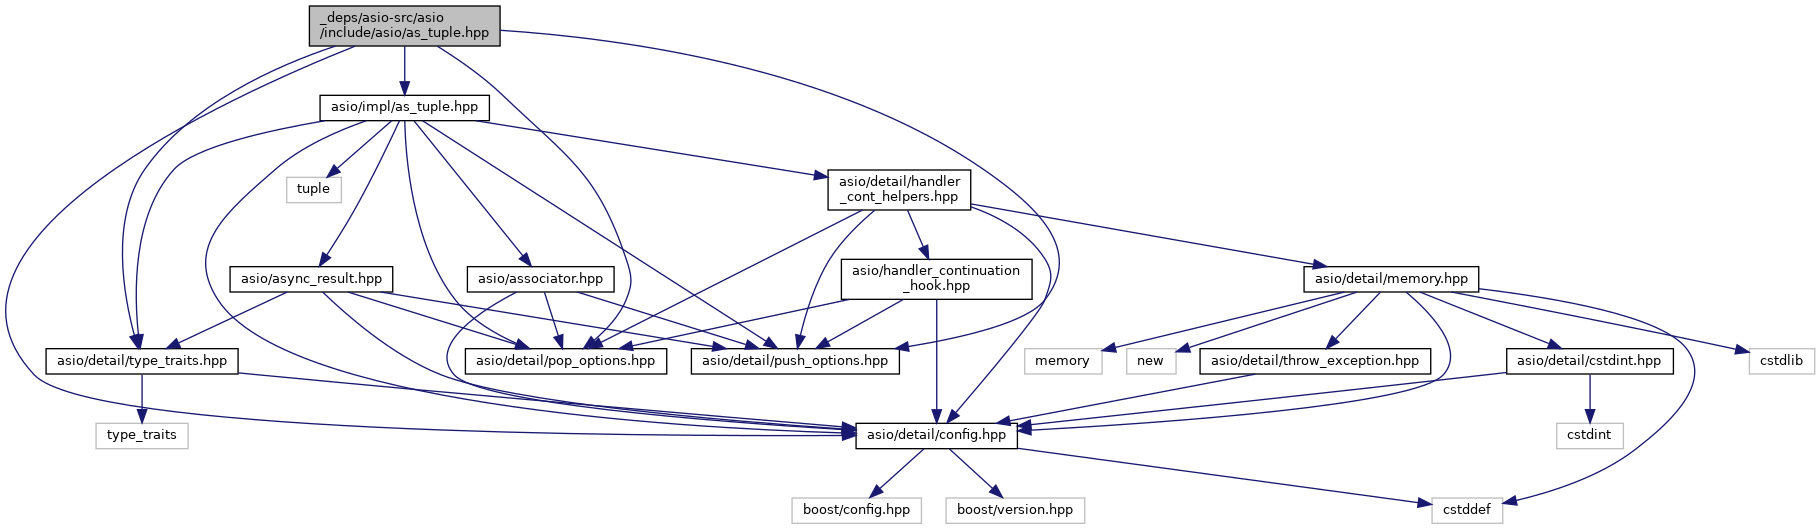 _deps/asio-src/asio
/include/asio/as_tuple.hpp
asio/impl/as_tuple.hpp
tuple
asio/detail/handler
_cont_helpers.hpp
asio/async_result.hpp
asio/associator.hpp
asio/handler_continuation
_hook.hpp
asio/detail/memory.hpp
asio/detail/type_traits.hpp
asio/detail/pop_options.hpp
asio/detail/push_options.hpp
memory
new
asio/detail/throw_exception.hpp
asio/detail/cstdint.hpp
cstdlib
type_traits
asio/detail/config.hpp
cstdint
boost/config.hpp
boost/version.hpp
cstddef